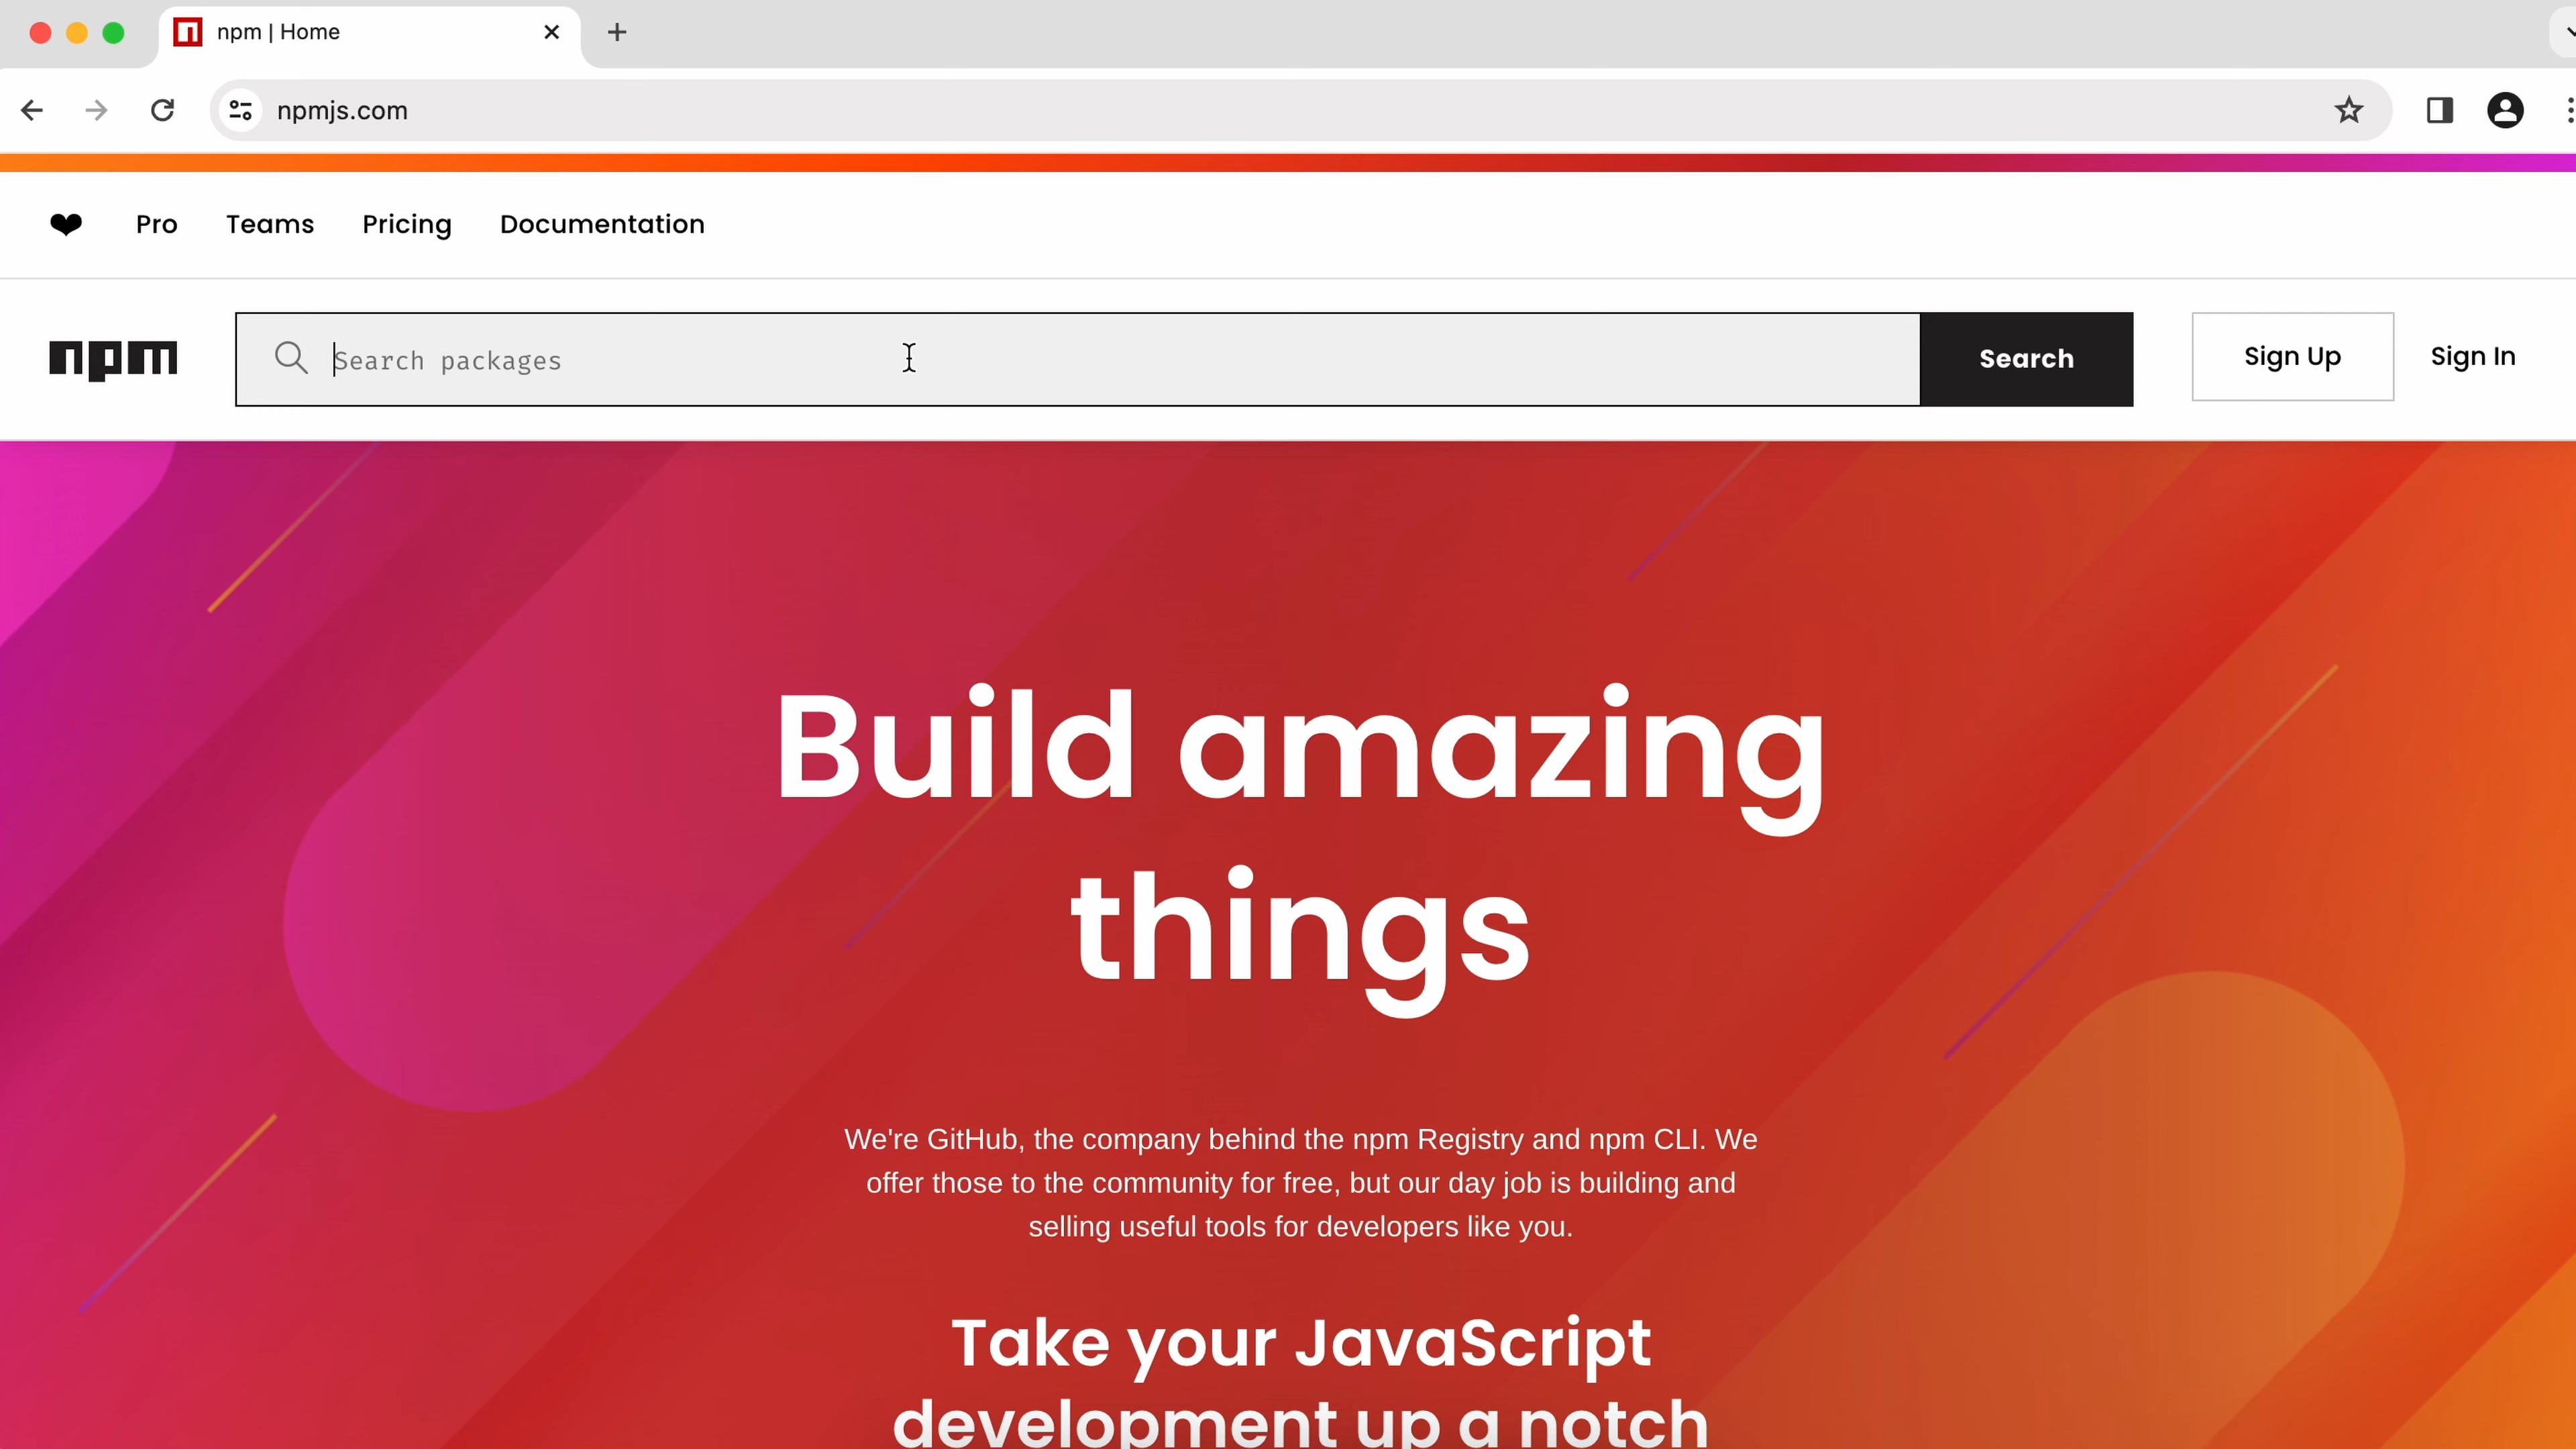 npm | Home
npmjs.com
Pro Teams Pricing Documentation
npm Search packages Search Sign Up Sign In
Build amazing
things
We're GitHub, the company behind the npm Registry and npm CLI. We
offer those to the community for free, but our day job is building and
selling useful tools for developers like you.
Take your JavaScript
development up a notch